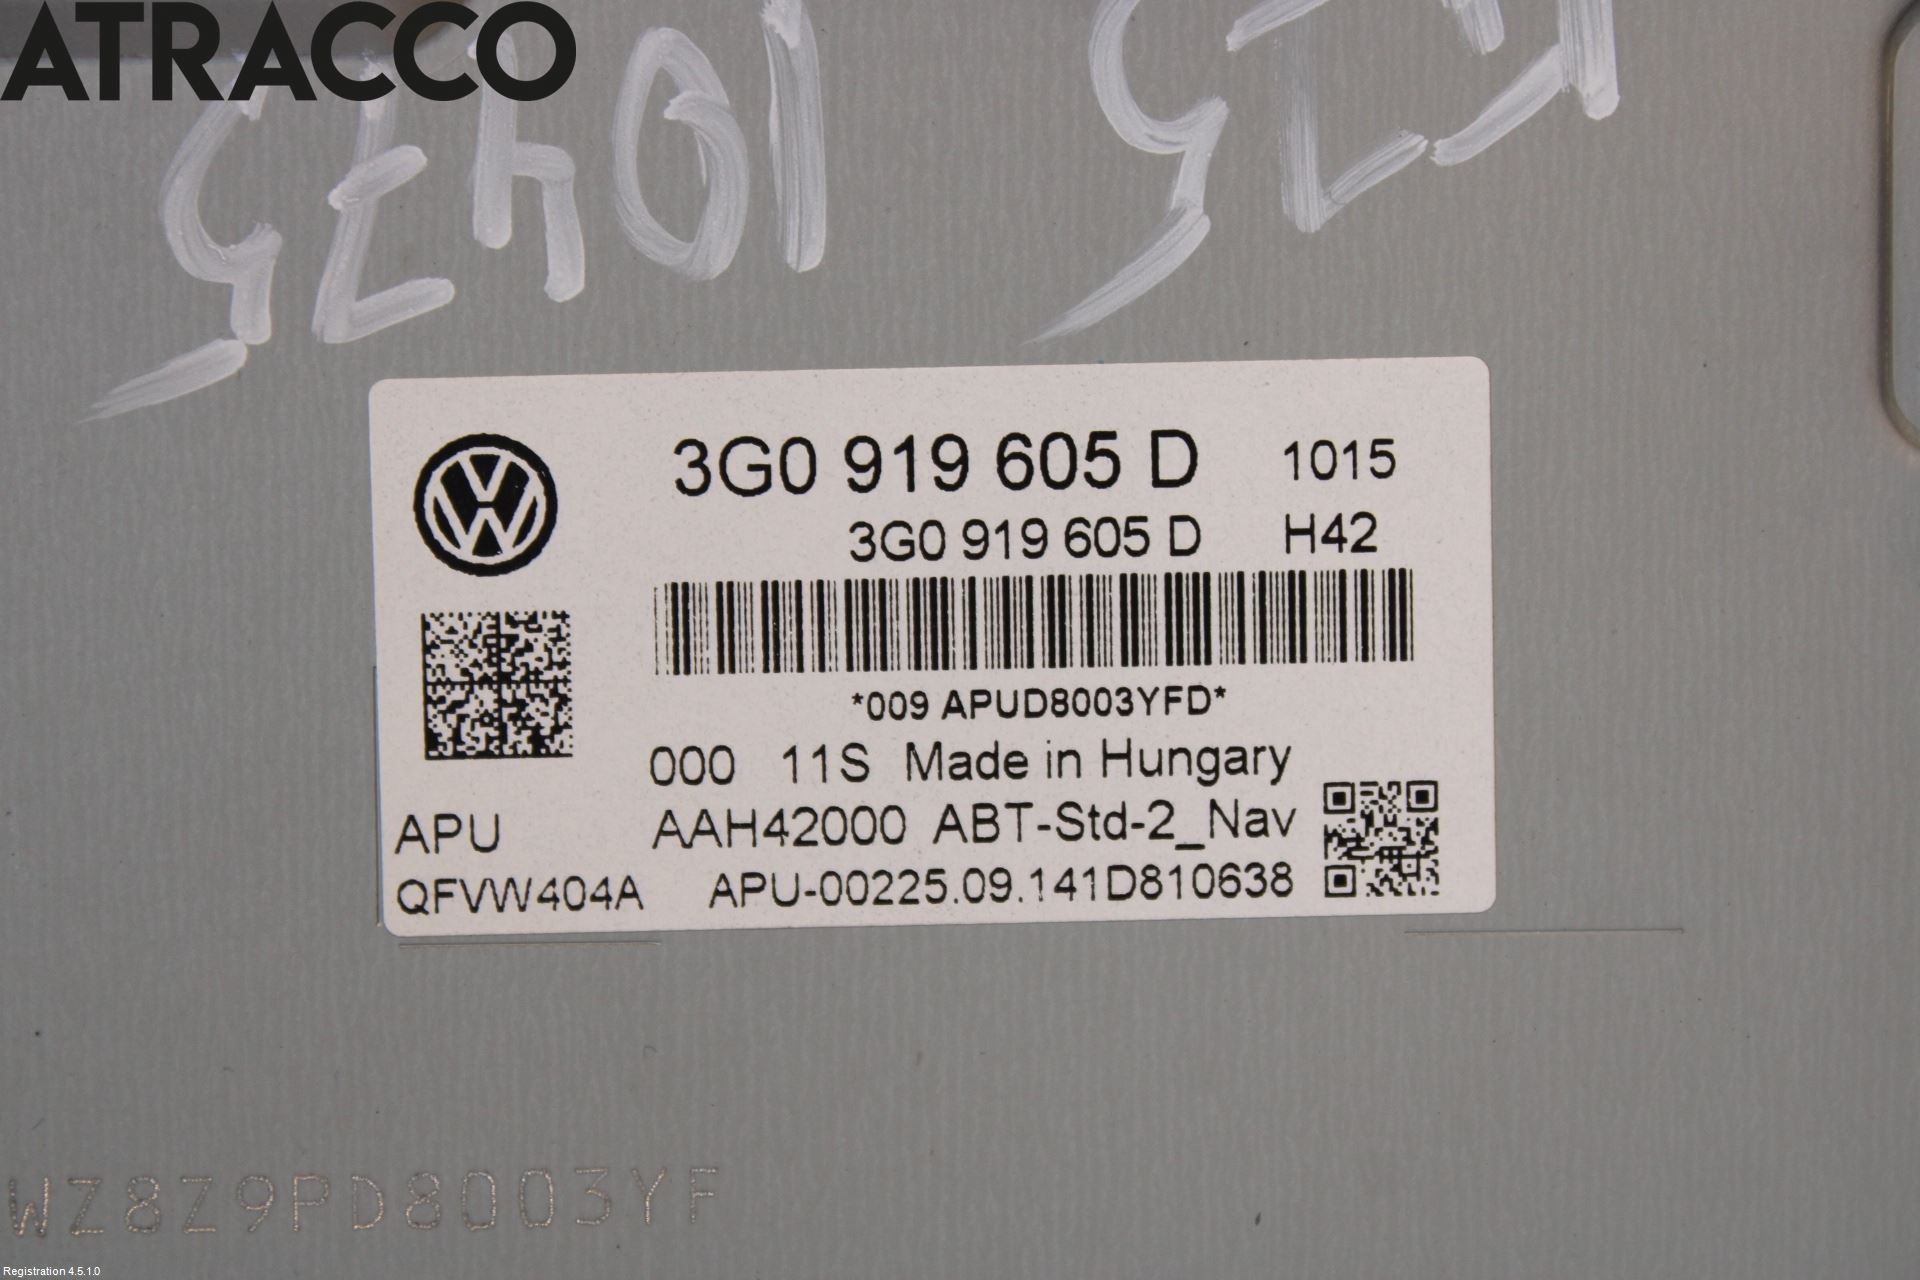 ATRACCO
10475
3G0 919 605 D 1015
3G0 919 605 D H42
*009 APUD8003YFD*
000 11S Made in Hungary
APU AAH42000 ABT-Std-2_Nav
QFVW404A APU-00225.09.141D810638
WZ8Z9PD8003YF
Registration 4.5.1.0